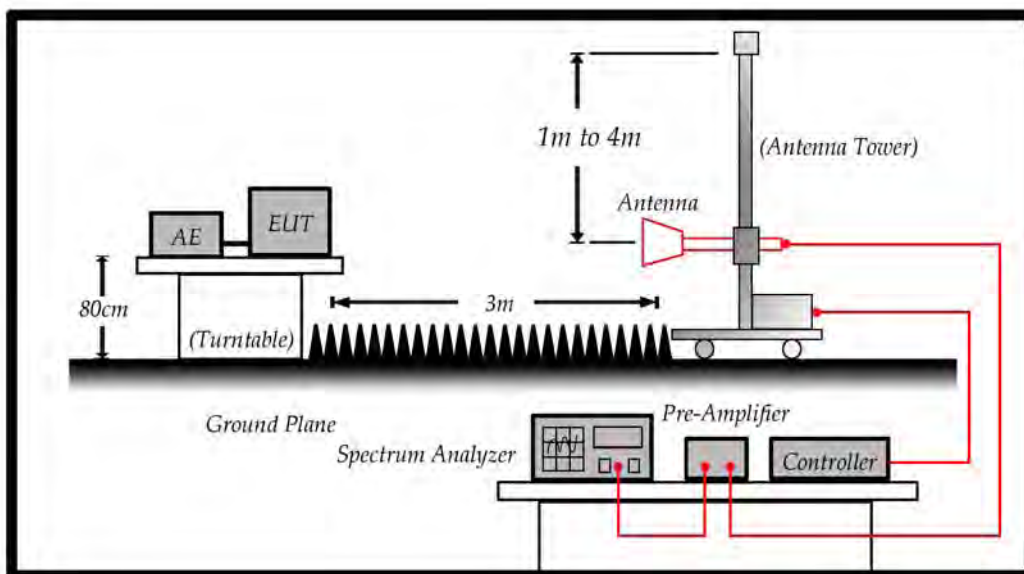 1m to 4m
(Antenna Tower)
Antenna
AE
EUT
80cm
3m
(Turntable)
Ground Plane
Pre-Amplifier
Spectrum Analyzer
Controller